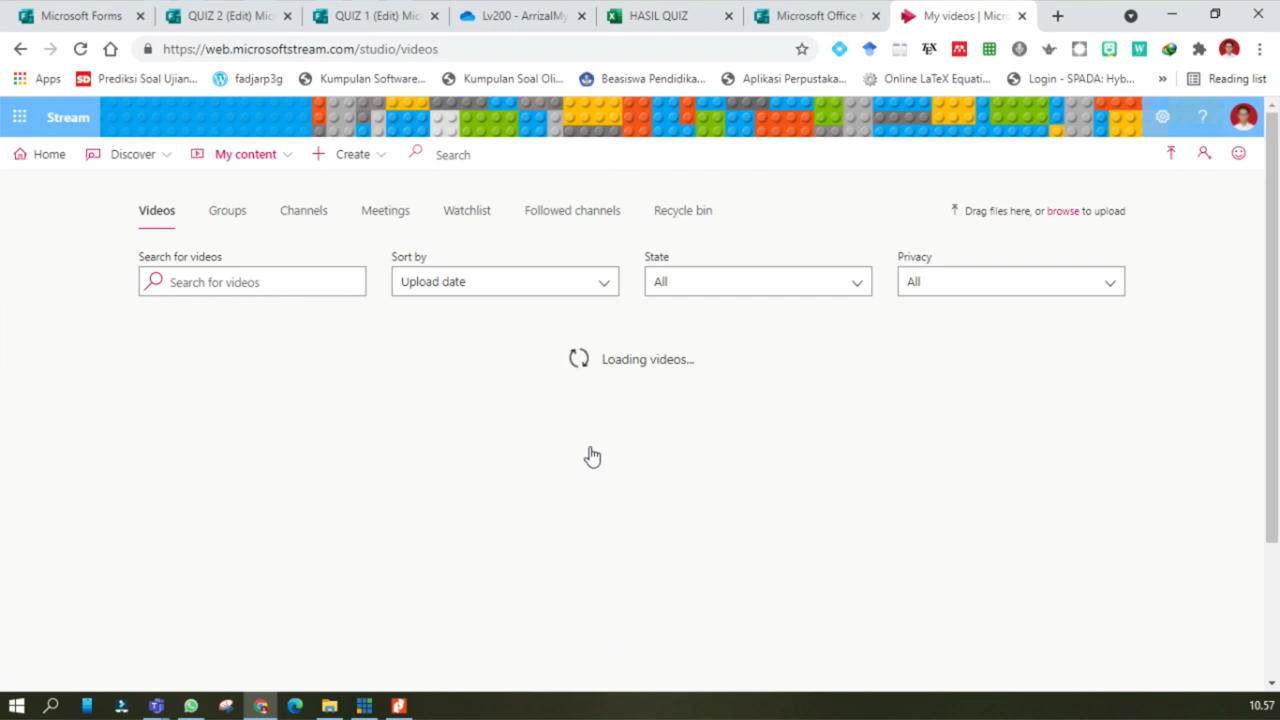 Microsoft Forms
QUIZ 2 (Edit) Mic
QUIZ 1 (Edit) Mic
Lv200 - ArrizalMy
HASIL QUIZ
Microsoft Office H
My videos | Micro
https://web.microsoftstream.com/studio/videos
Apps
Prediksi Soal Ujian...
fadjarp3g
Kumpulan Software...
Kumpulan Soal Oli...
Beasiswa Pendidika...
Aplikasi Perpustaka...
Online LaTeX Equati...
Login - SPADA: Hyb...
»
Reading list
Stream
Home
Discover
My content
Create
Search
Videos
Groups
Channels
Meetings
Watchlist
Followed channels
Recycle bin
Drag files here, or browse to upload
Search for videos
Sort by
State
Privacy
Search for videos
Upload date
All
All
Loading videos...
10.57